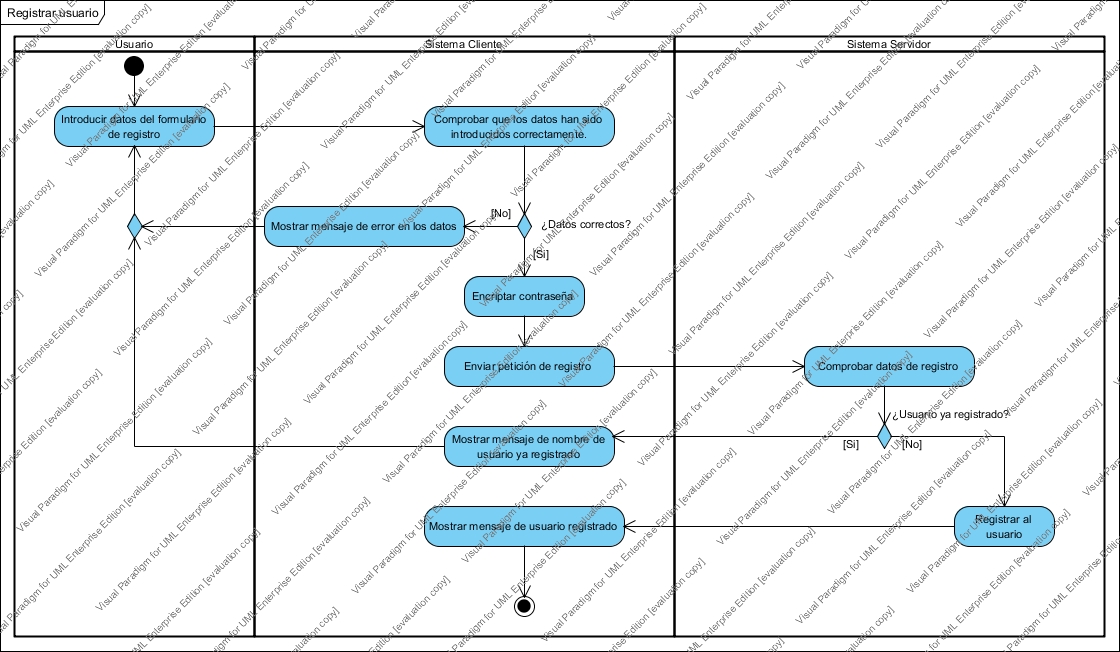 Registrar usuario
Usuario
Sistema Cliente
Sistema Servidor
Introducir datos del formulario
de registro
Comprobar que los datos han sido
introducidos correctamente.
[No]
¿Datos correctos?
Mostrar mensaje de error en los datos
[Si]
Encriptar contraseña
Enviar petición de registro
Comprobar datos de registro
¿Usuario ya registrado?
[Si]
[No]
Mostrar mensaje de nombre de
usuario ya registrado
Mostrar mensaje de usuario registrado
Registrar al
usuario
Visual Paradigm for UML Enterprise Edition [evaluation copy]